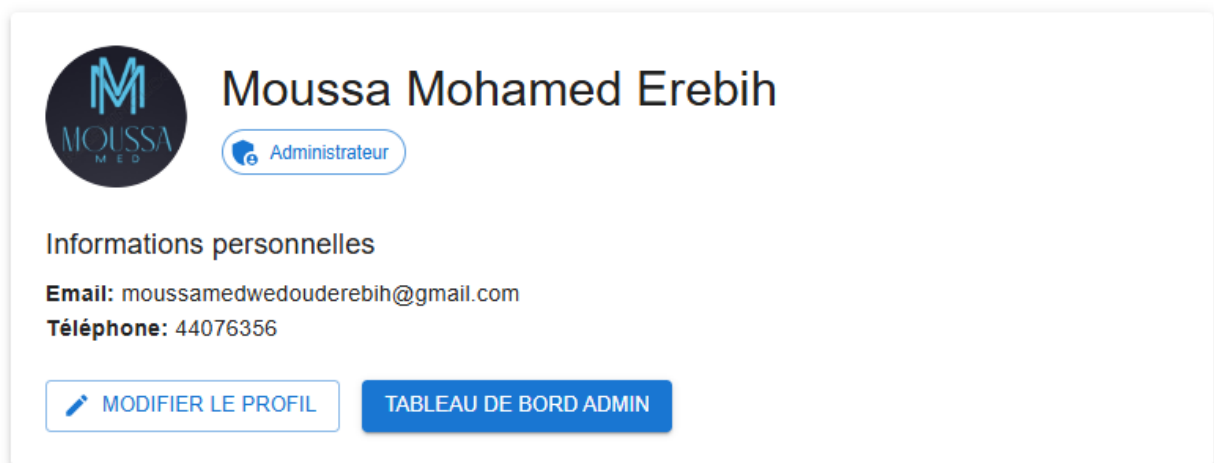 MOUSSA
MED
Moussa Mohamed Erebih
Administrateur
Informations personnelles
Email: moussamedwedouderebih@gmail.com
Téléphone: 44076356
MODIFIER LE PROFIL
TABLEAU DE BORD ADMIN